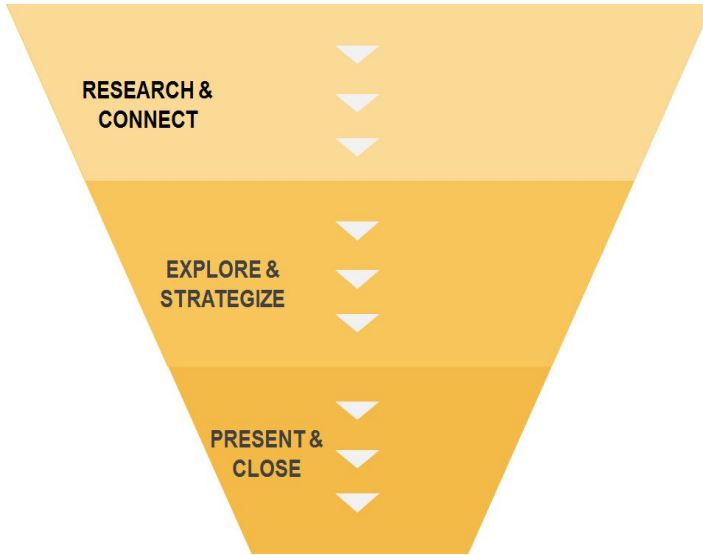 RESEARCH &
CONNECT
EXPLORE &
STRATEGIZE
PRESENT &
CLOSE